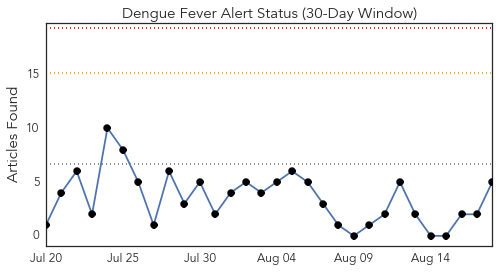 Dengue Fever Alert Status (30-Day Window)
Articles Found
15
10
5
0
Jul 20
Jul 25
Jul 30
Aug 04
Aug 09
Aug 14